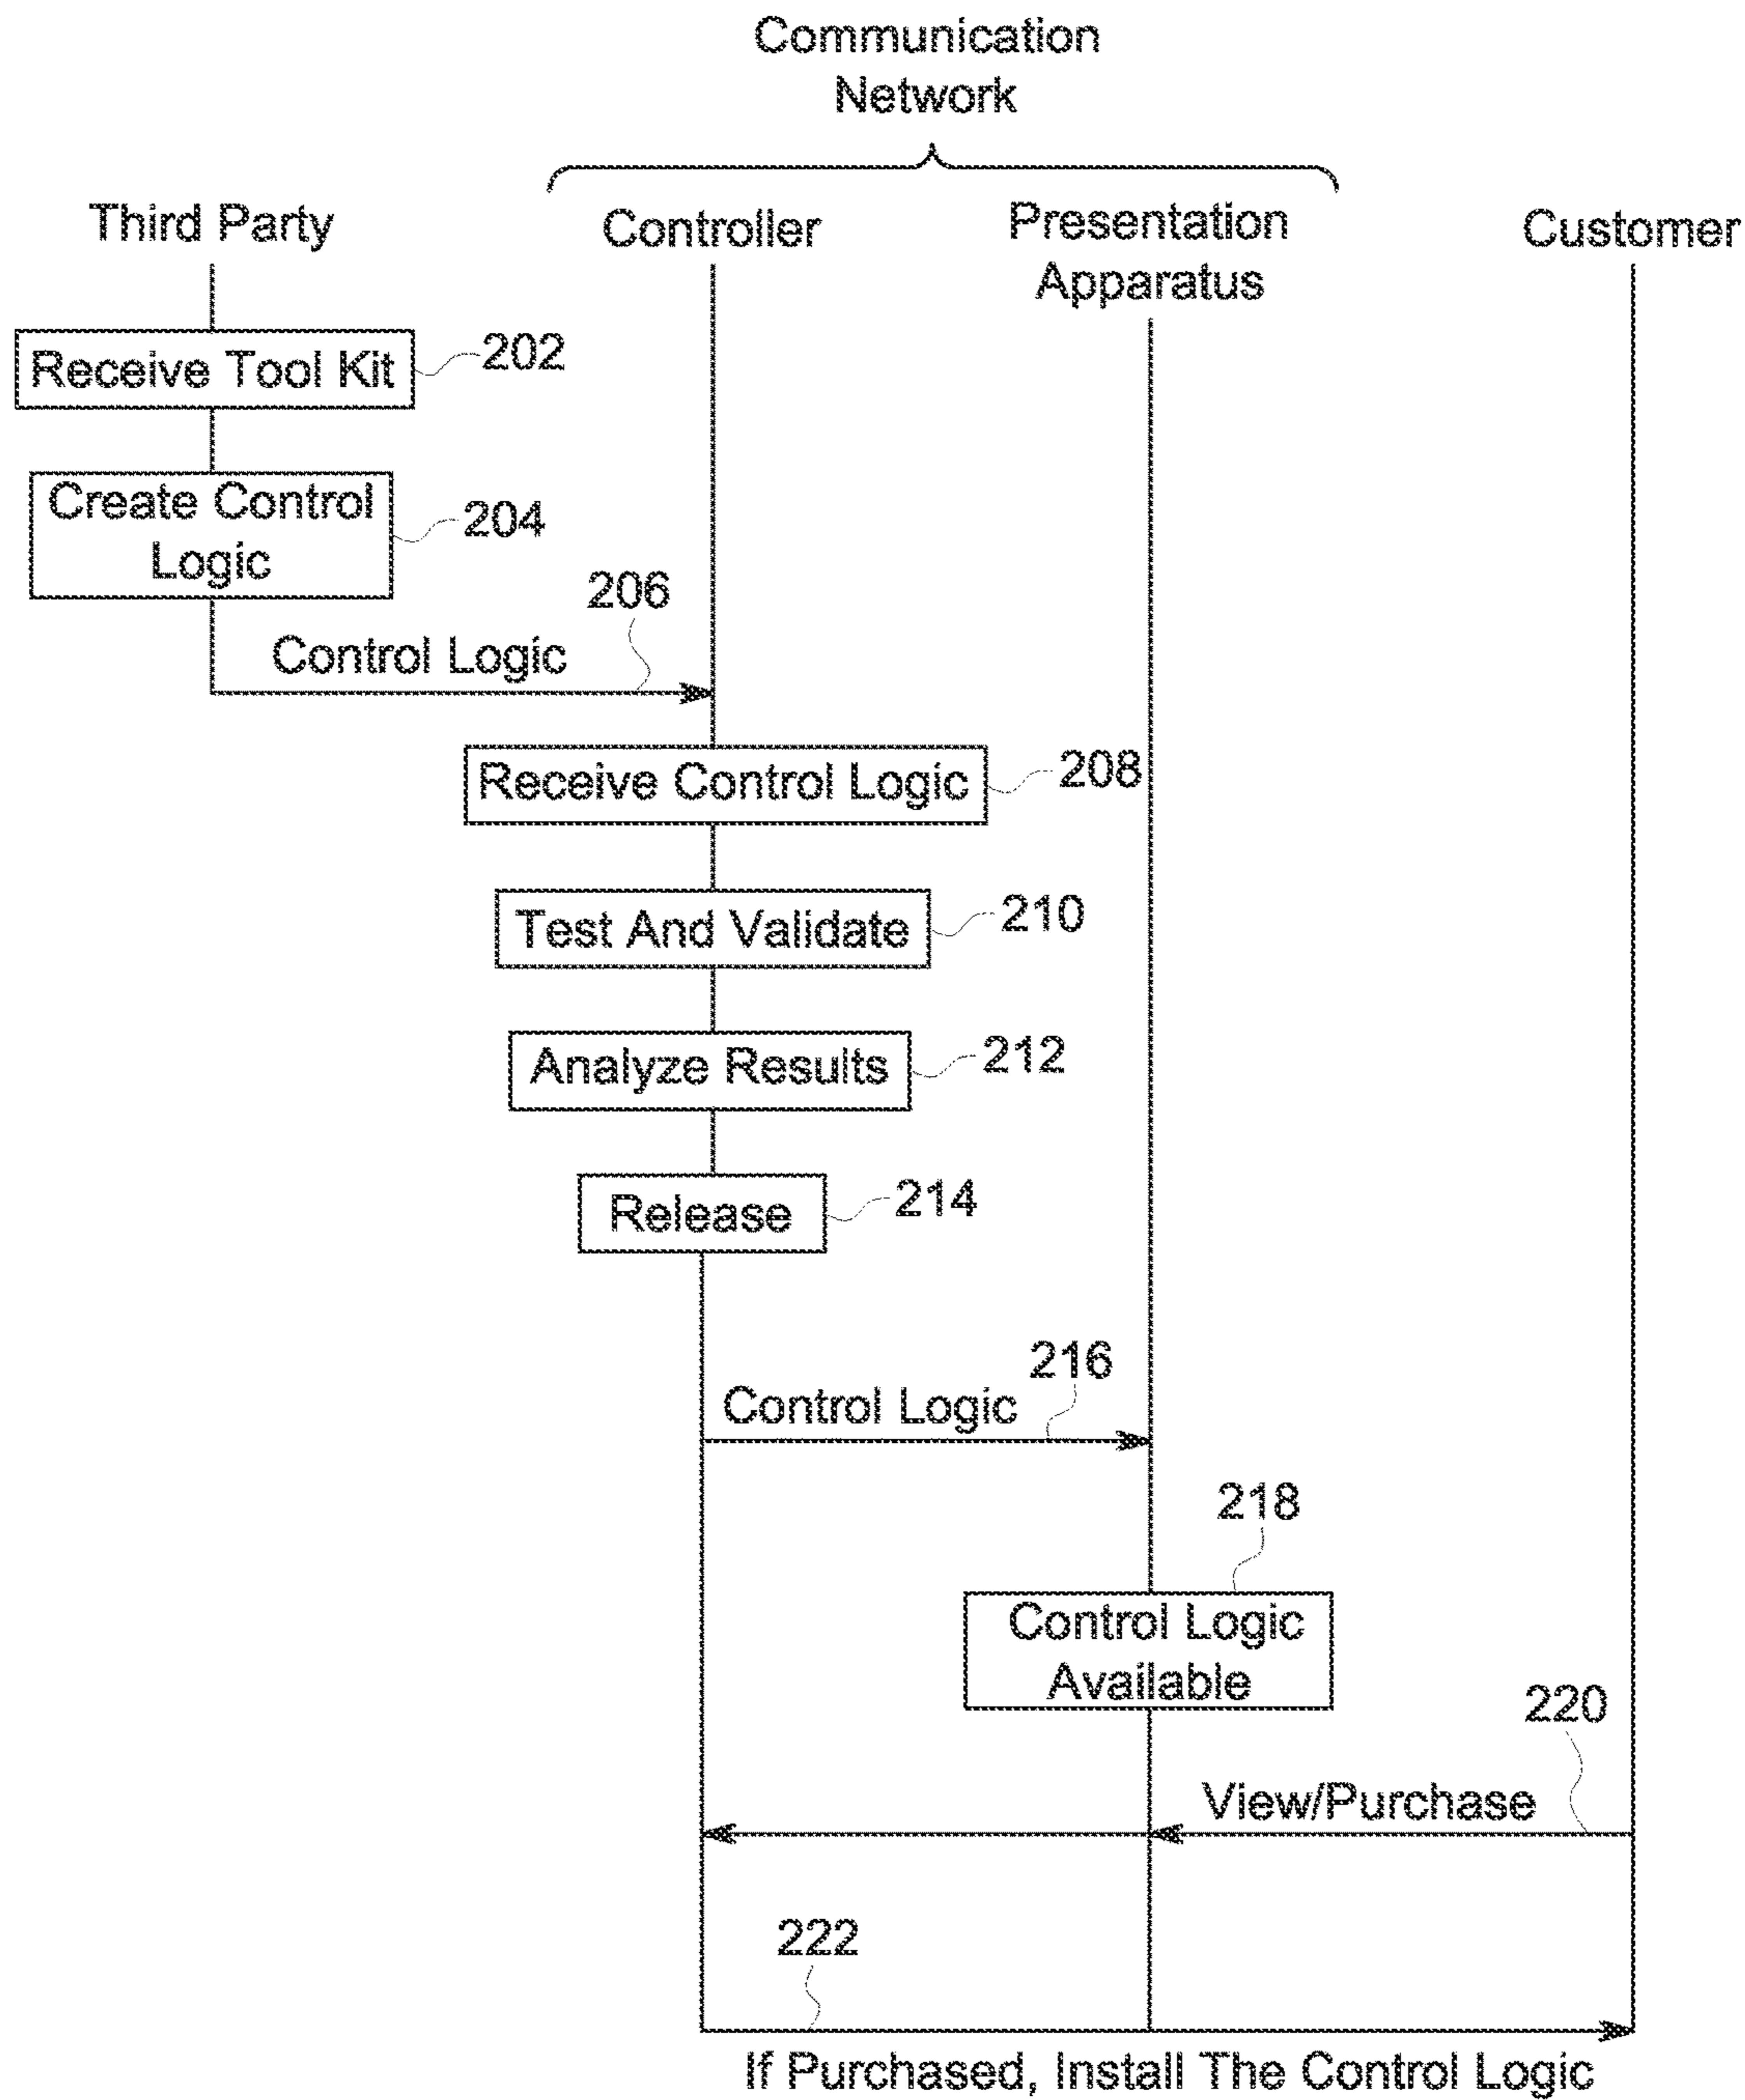 Communication
Network
Third Party
Controller
Presentation
Apparatus
Customer
Receive Tool Kit
202
Create Control
Logic
204
206
Control Logic
Receive Control Logic
208
Test And Validate
210
Analyze Results
212
Release
214
216
Control Logic
218
Control Logic
Available
220
View/Purchase
222
If Purchased, Install The Control Logic